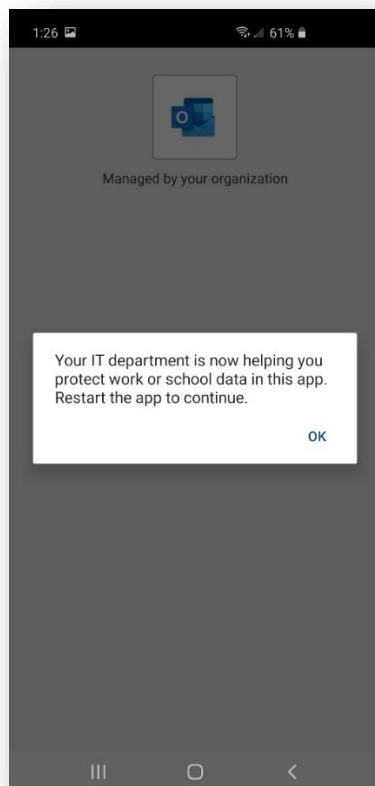 1:26 61%
O
Managed by your organization
Your IT department is now helping you
protect work or school data in this app.
Restart the app to continue.
OK